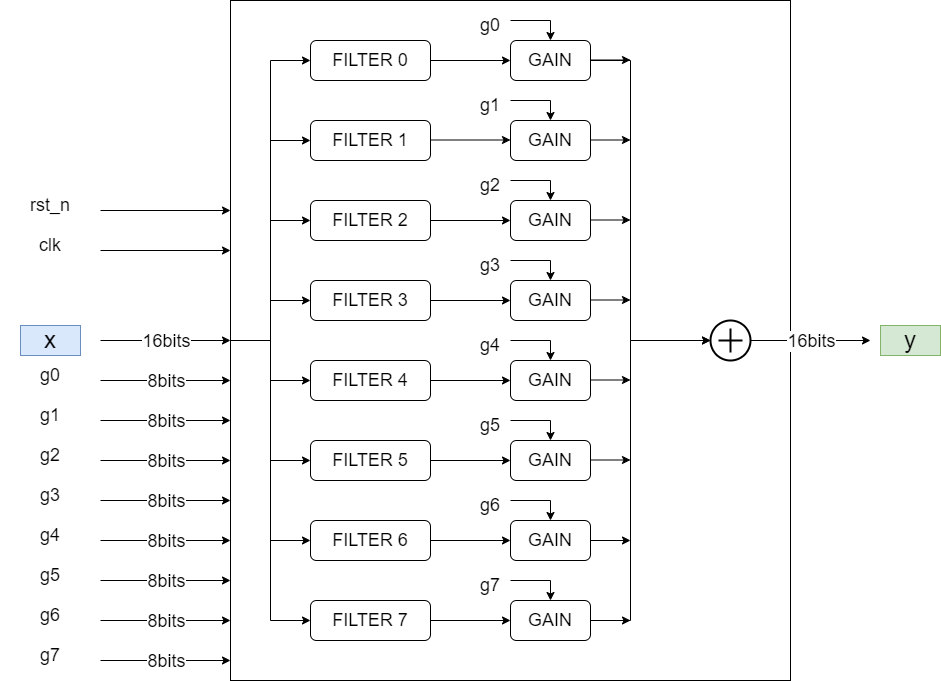 g0
FILTER 0
GAIN
g1
FILTER 1
GAIN
g2
rst_n
FILTER 2
GAIN
clk
g3
FILTER 3
GAIN
x
16bits
g4
16bits
y
g0
8bits
FILTER 4
GAIN
g1
8bits
g5
g2
8bits
FILTER 5
GAIN
g3
8bits
g6
g4
8bits
FILTER 6
GAIN
g5
8bits
g7
g6
8bits
FILTER 7
GAIN
g7
8bits